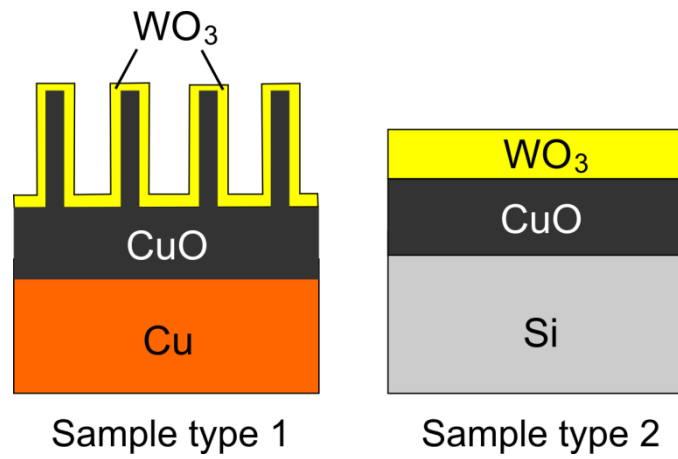 WO₃
WO₃
CuO
CuO
Cu
Si
Sample type 1
Sample type 2